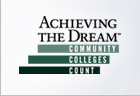 ACHIEVING
THE DREAM™
COMMUNITY
COLLEGES
COUNT